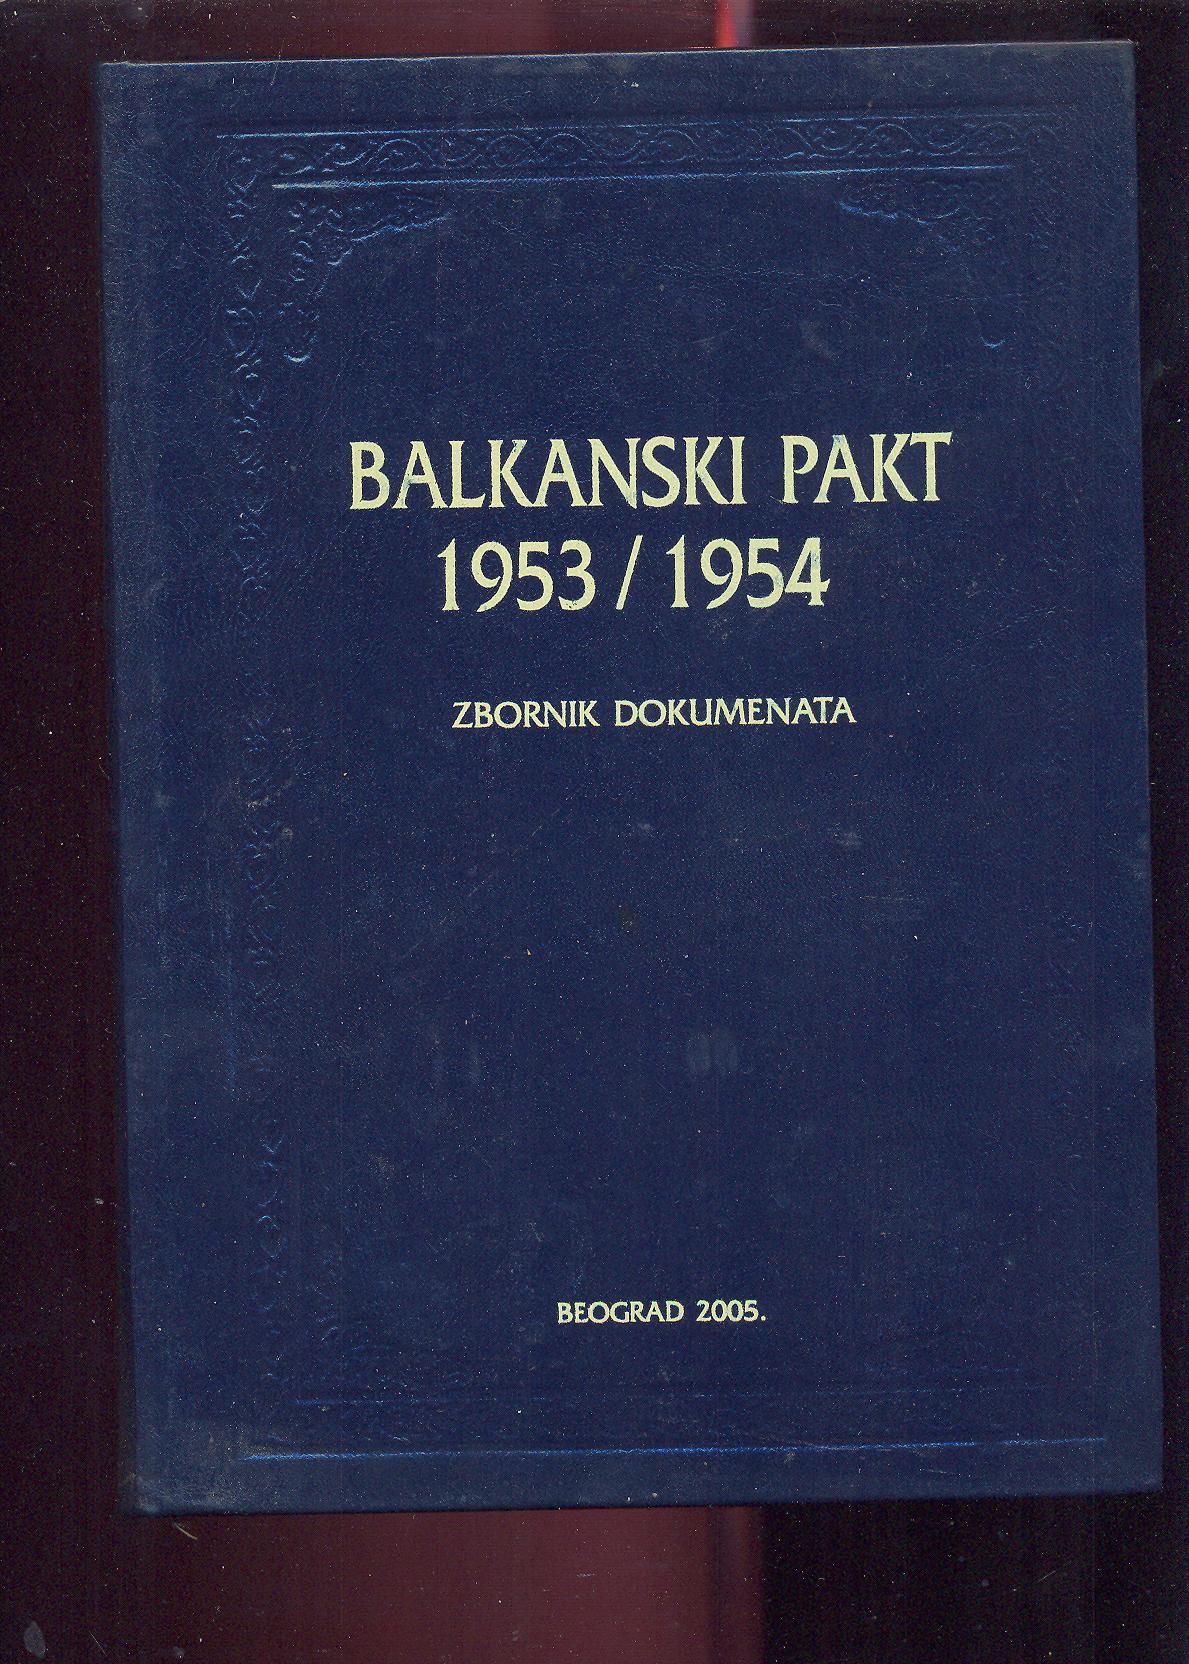 BALKANSKI PAKT
1953 / 1954
ZBORNIK DOKUMENATA
BEOGRAD 2005.